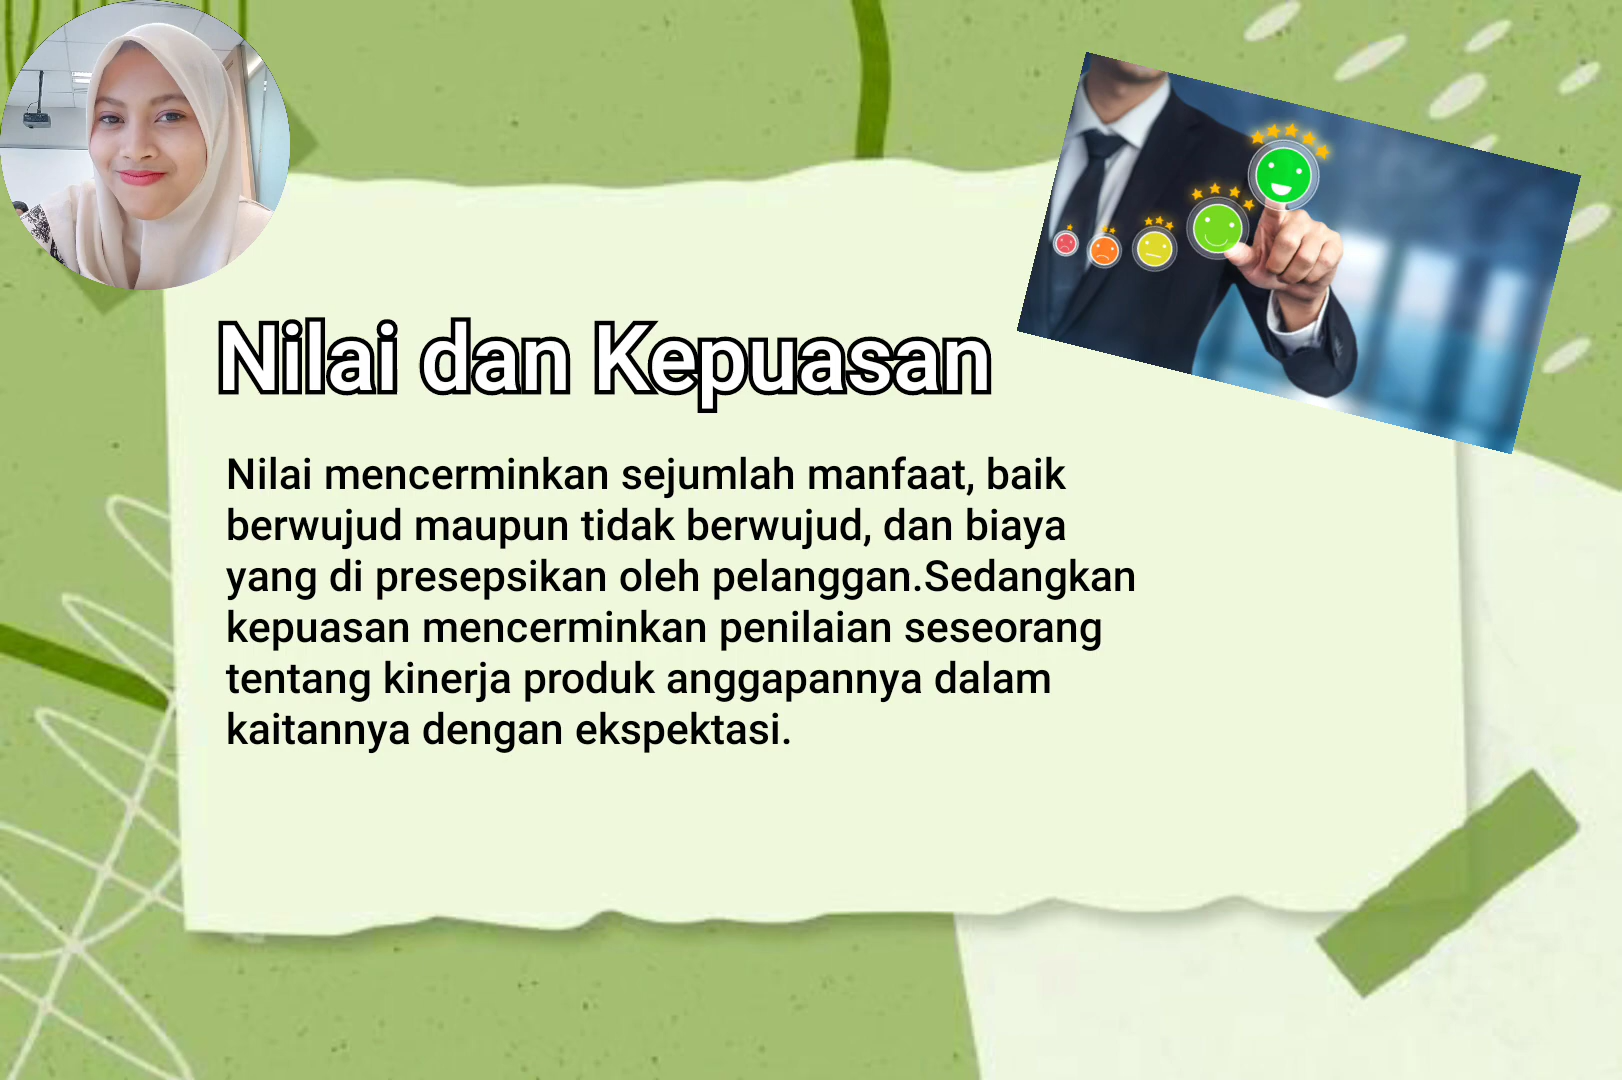 Nilai dan Kepuasan
Nilai mencerminkan sejumlah manfaat, baik
berwujud maupun tidak berwujud, dan biaya
yang di presepsikan oleh pelanggan.Sedangkan
kepuasan mencerminkan penilaian seseorang
tentang kinerja produk anggapannya dalam
kaitannya dengan ekspektasi.